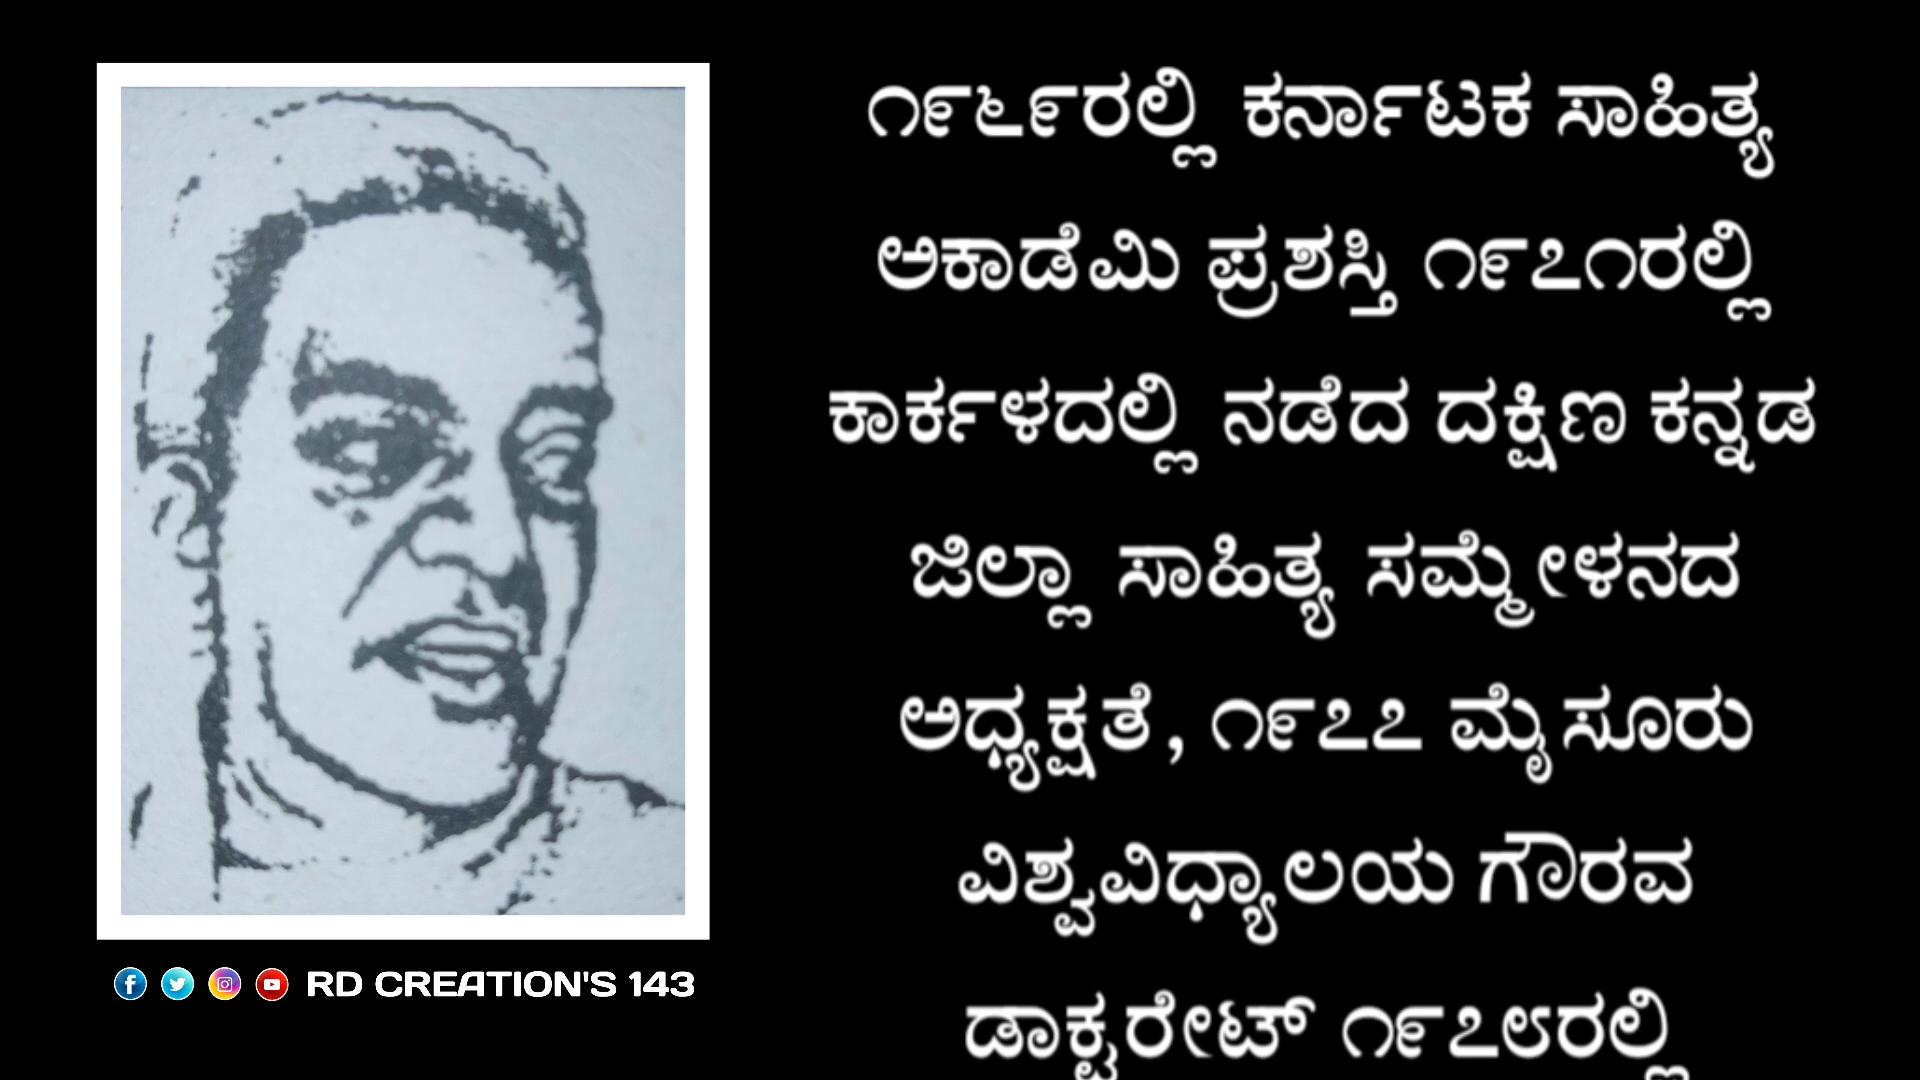 ೧೯೬೯ರಲ್ಲಿ ಕರ್ನಾಟಕ ಸಾಹಿತ್ಯ
ಅಕಾಡೆಮಿ ಪ್ರಶಸ್ತಿ ೧೯೭೧ರಲ್ಲಿ
ಕಾರ್ಕಳದಲ್ಲಿ ನಡೆದ ದಕ್ಷಿಣ ಕನ್ನಡ
ಜಿಲ್ಲಾ ಸಾಹಿತ್ಯ ಸಮ್ಮೇಳನದ
ಅಧ್ಯಕ್ಷತೆ, ೧೯೭೭ ಮೈಸೂರು
ವಿಶ್ವವಿಧ್ಯಾಲಯ ಗೌರವ
ಡಾಕ್ಟರೇಟ್ ೧೯೭೮ರಲ್ಲಿ
RD CREATION'S 143